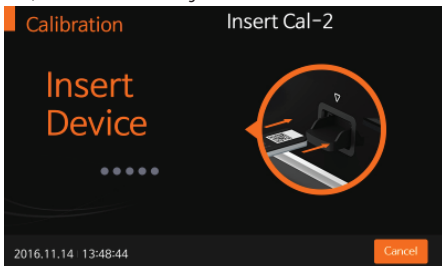 Calibration
Insert Cal-2
Insert
Device
2016.11.14 13:48:44
Cancel